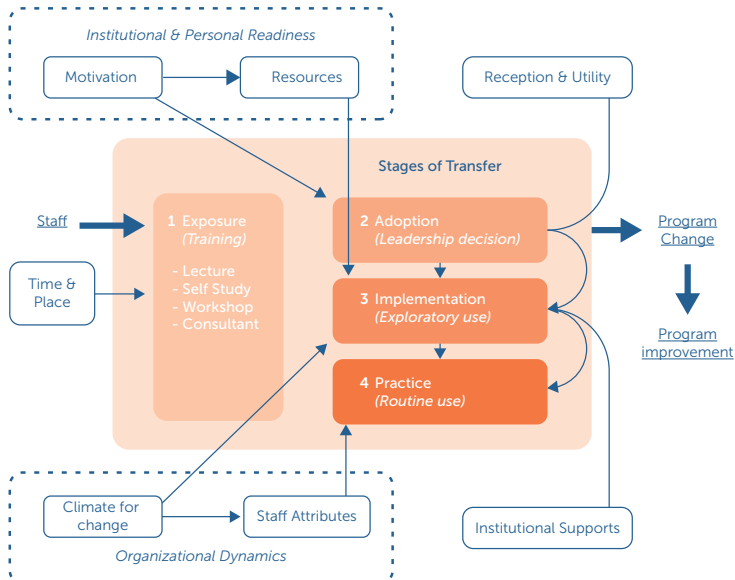 Institutional & Personal Readiness
Motivation
Resources
Reception & Utility
Stages of Transfer
Staff
1 Exposure
(Training)
- Lecture
- Self Study
- Workshop
- Consultant
2 Adoption
(Leadership decision)
Program
Change
Time &
Place
3 Implementation
(Exploratory use)
Program
improvement
4 Practice
(Routine use)
Climate for
change
Staff Attributes
Institutional Supports
Organizational Dynamics